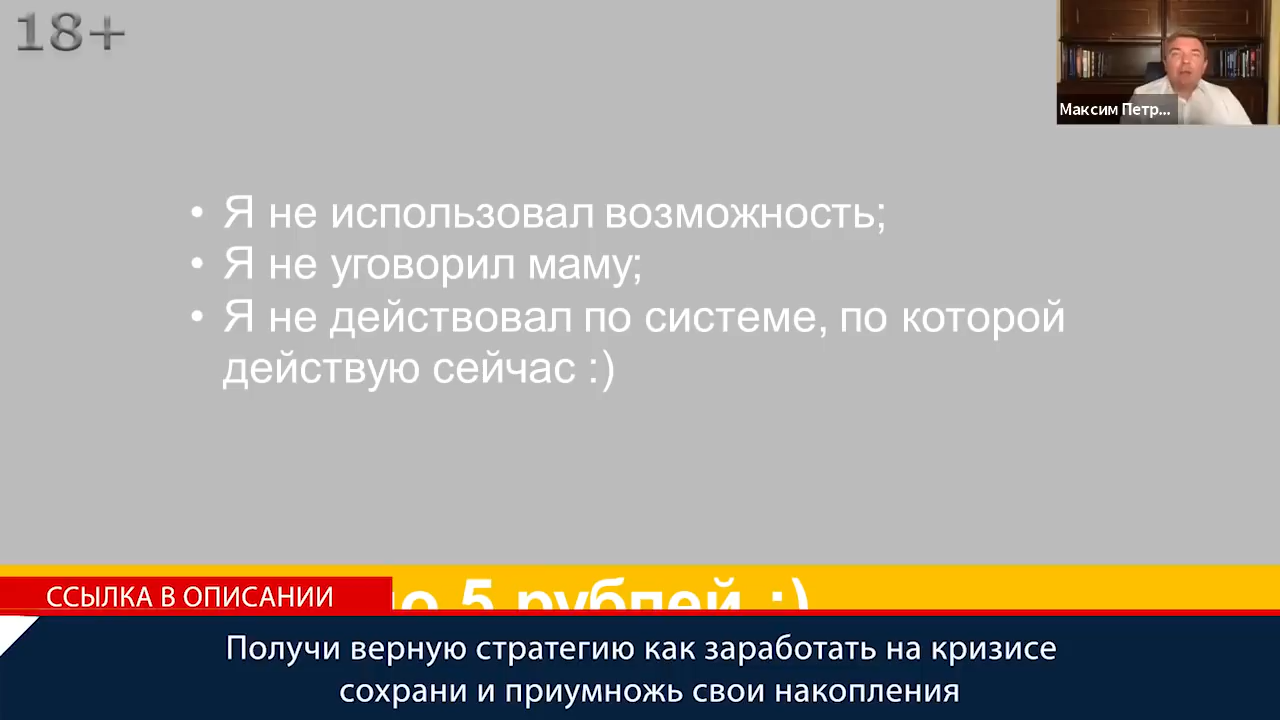 18+
Максим Петр...
• Я не использовал возможность;
• Я не уговорил маму;
• Я не действовал по системе, по которой
действую сейчас :)
5 рублей :)
ССЫЛКА В ОПИСАНИИ
Получи верную стратегию как заработать на кризисе
сохрани и приумножь свои накопления